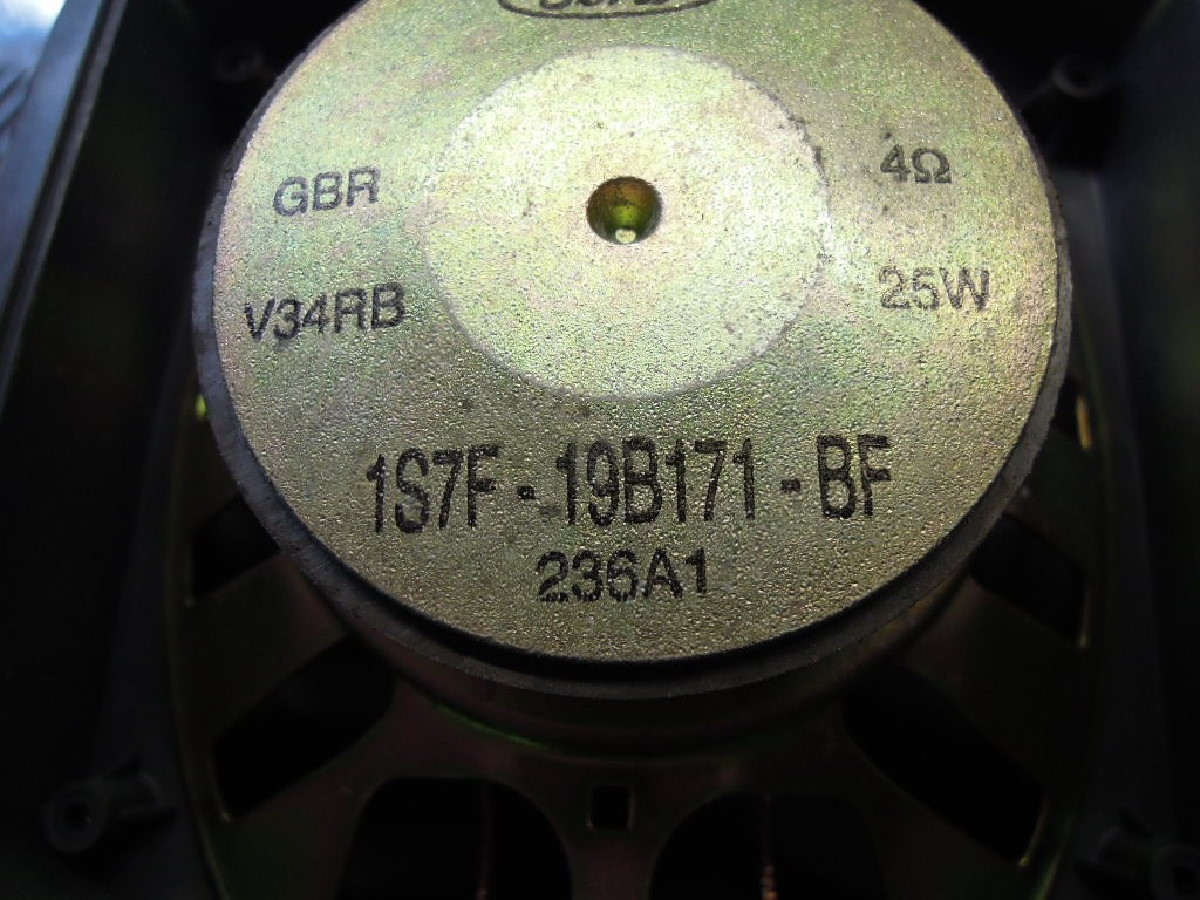 GBR
4Ω
V34RB
25W
1S7F - 19B171 - BF
236A1